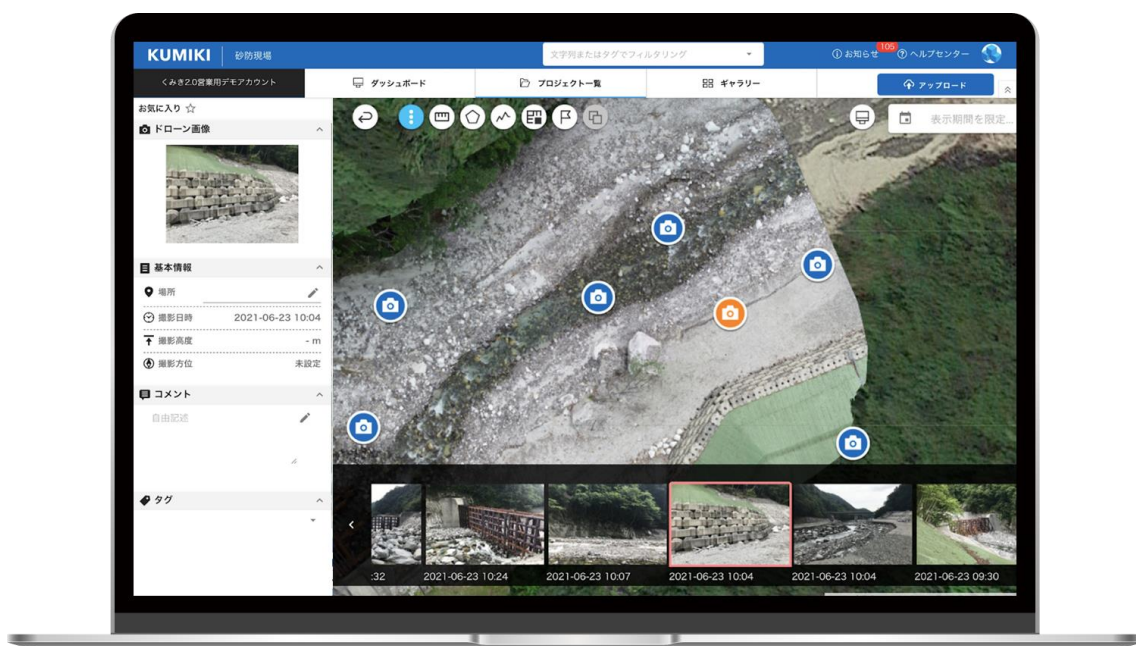 KUMIKI 砂防現場
文字列またはタグでフィルタリング
お知らせ 105 ヘルプセンター
くみき2.0営業用デモアカウント
ダッシュボード
プロジェクト一覧
ギャラリー
アップロード
お気に入り ☆
ドローン画像
表示期間を限定...
基本情報
場所
撮影日時 2021-06-23 10:04
撮影高度 - m
撮影方位 未設定
コメント
自由記述
タグ
:32
2021-06-23 10:24
2021-06-23 10:07
2021-06-23 10:04
2021-06-23 10:04
2021-06-23 09:30